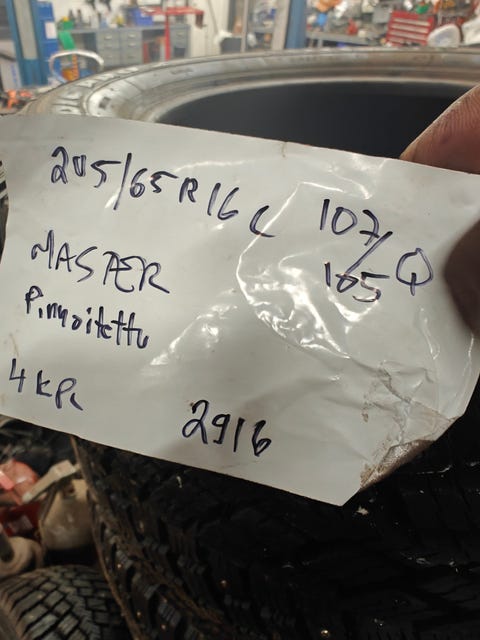 205/65R16C 107/105 Q
MASTER
Pinnoitettu
4 KPL
2916